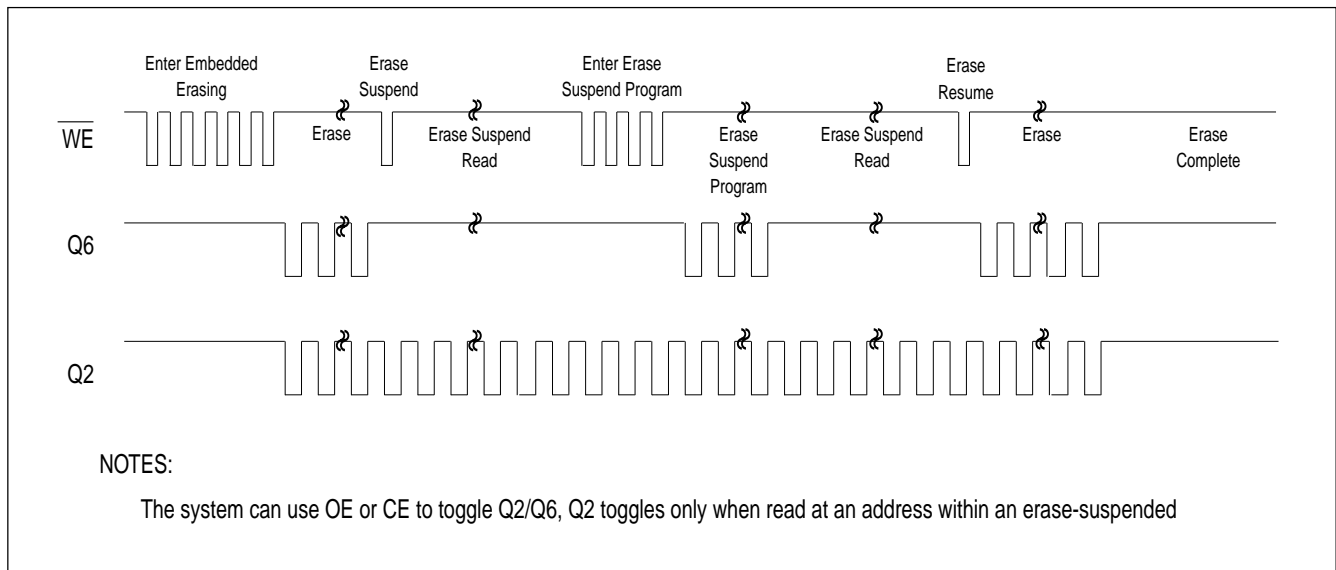 Enter Embedded
Erasing
Erase
Suspend
Enter Erase
Suspend Program
Erase
Resume
WE
Erase
Erase Suspend
Read
Erase
Suspend
Program
Erase Suspend
Read
Erase
Erase
Complete
Q6
Q2
NOTES:
The system can use OE or CE to toggle Q2/Q6, Q2 toggles only when read at an address within an erase-suspended